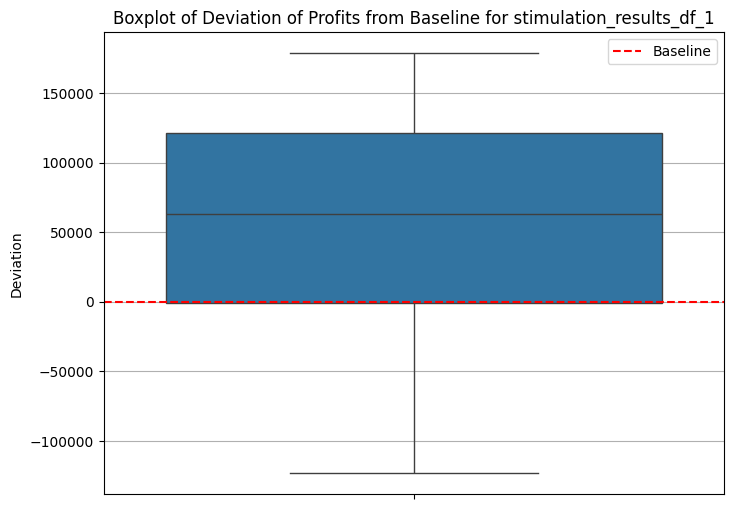 Boxplot of Deviation of Profits from Baseline for stimulation_results_df_1
Baseline
150000
100000
50000
0
−50000
−100000
Deviation